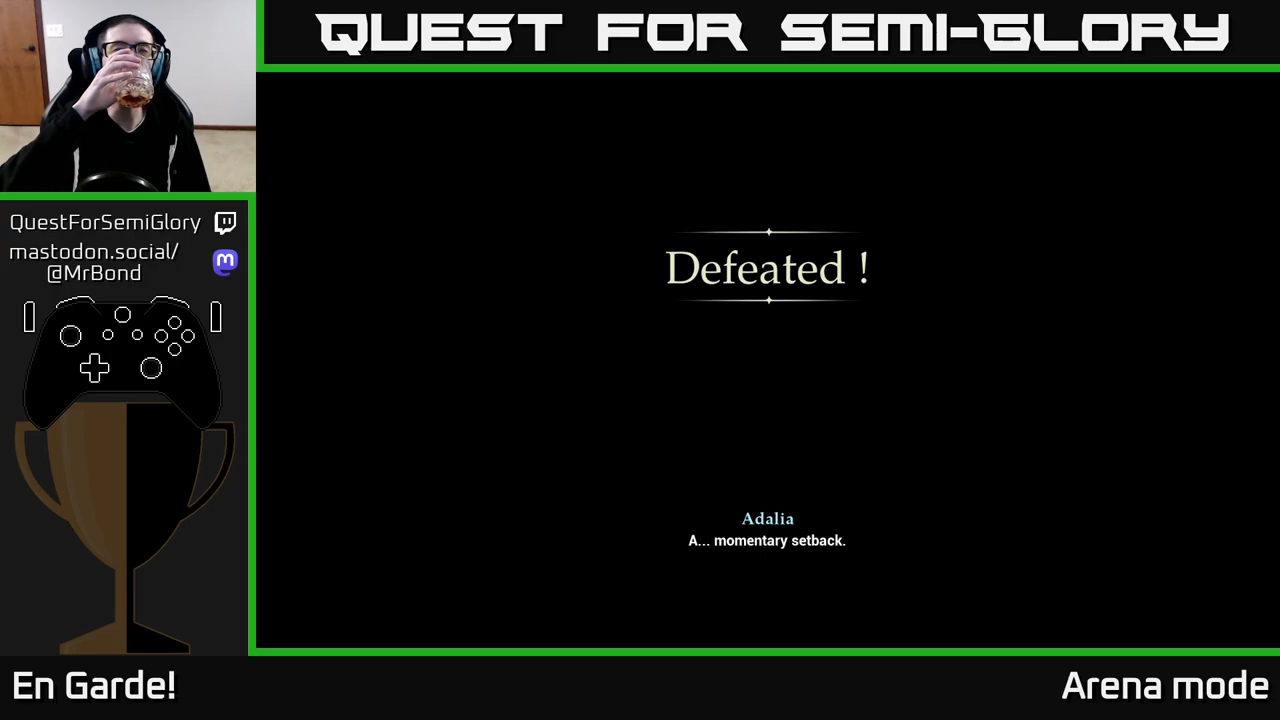 QUEST FOR SEMI-GLORY
QuestForSemiGlory
mastodon.social/
@MrBond
Defeated !
Adalia
A... momentary setback.
En Garde!
Arena mode